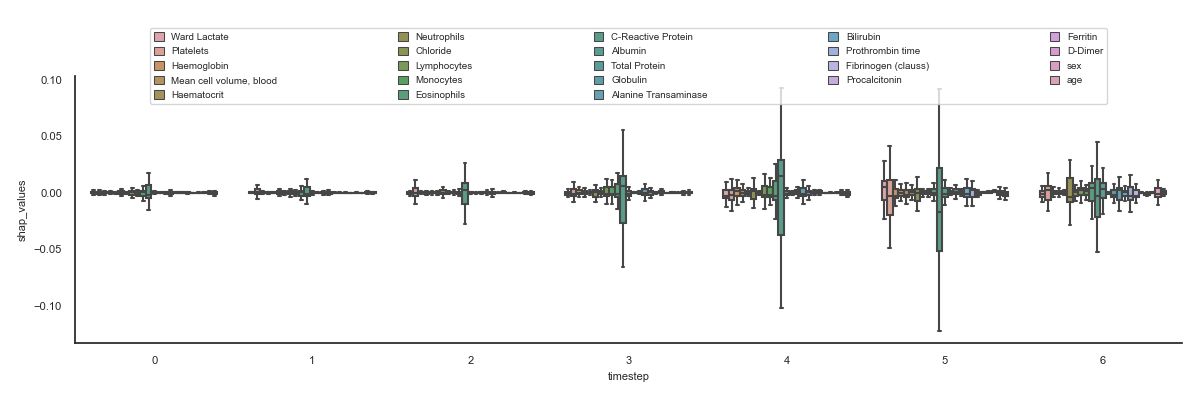 Ward Lactate
Platelets
Haemoglobin
Mean cell volume, blood
Haematocrit
Neutrophils
Chloride
Lymphocytes
Monocytes
Eosinophils
C-Reactive Protein
Albumin
Total Protein
Globulin
Alanine Transaminase
Bilirubin
Prothrombin time
Fibrinogen (clauss)
Procalcitonin
Ferritin
D-Dimer
sex
age
0.10
0.05
0.00
−0.05
−0.10
shap_values
0 1 2 3 4 5 6
timestep